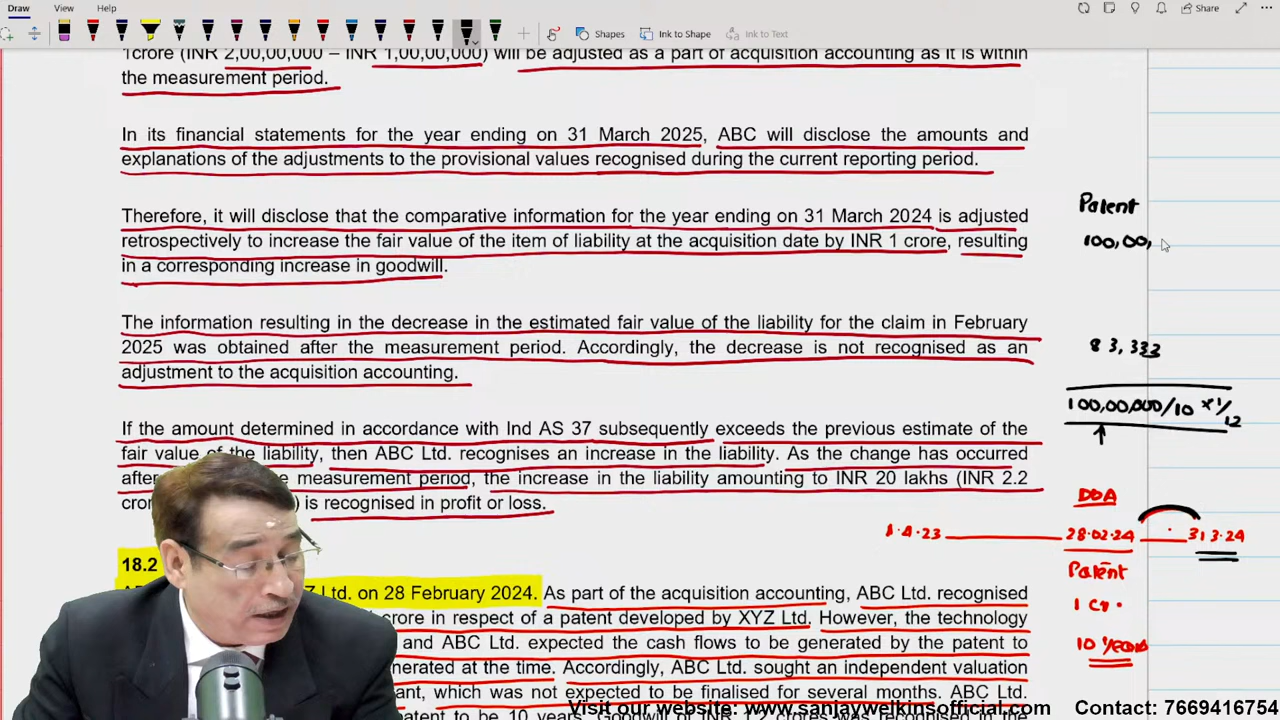 Draw View Help
Share
Shapes Ink to Shape Ink to Text
1crore (INR 2,00,00,000 – INR 1,00,00,000) will be adjusted as a part of acquisition accounting as it is within
the measurement period.
In its financial statements for the year ending on 31 March 2025, ABC will disclose the amounts and
explanations of the adjustments to the provisional values recognised during the current reporting period.
Therefore, it will disclose that the comparative information for the year ending on 31 March 2024 is adjusted
retrospectively to increase the fair value of the item of liability at the acquisition date by INR 1 crore, resulting
in a corresponding increase in goodwill.
The information resulting in the decrease in the estimated fair value of the liability for the claim in February
2025 was obtained after the measurement period. Accordingly, the decrease is not recognised as an
adjustment to the acquisition accounting.
If the amount determined in accordance with Ind AS 37 subsequently exceeds the previous estimate of the
fair value of the liability, then ABC Ltd. recognises an increase in the liability. As the change has occurred
measurement period, the increase in the liability amounting to INR 20 lakhs (INR 2.2
) is recognised in profit or loss.
18.2
Ltd. on 28 February 2024. As part of the acquisition accounting, ABC Ltd. recognised
crore in respect of a patent developed by XYZ Ltd. However, the technology
and ABC Ltd. expected the cash flows to be generated by the patent to
at the time. Accordingly, ABC Ltd. sought an independent valuation
which was not expected to be finalised for several months. ABC Ltd.
to be 10 years. Goodwill of INR 1.2 crores was recognised in the
Patent
100,00,
83,333
100,00,000/10 x 1/12
DOA
1.4.23 28.02.24 31.3.24
Patent
1 Cr.
10 Years
Visit our website: www.sanjaywelkinsofficial.com Contact: 7669416754